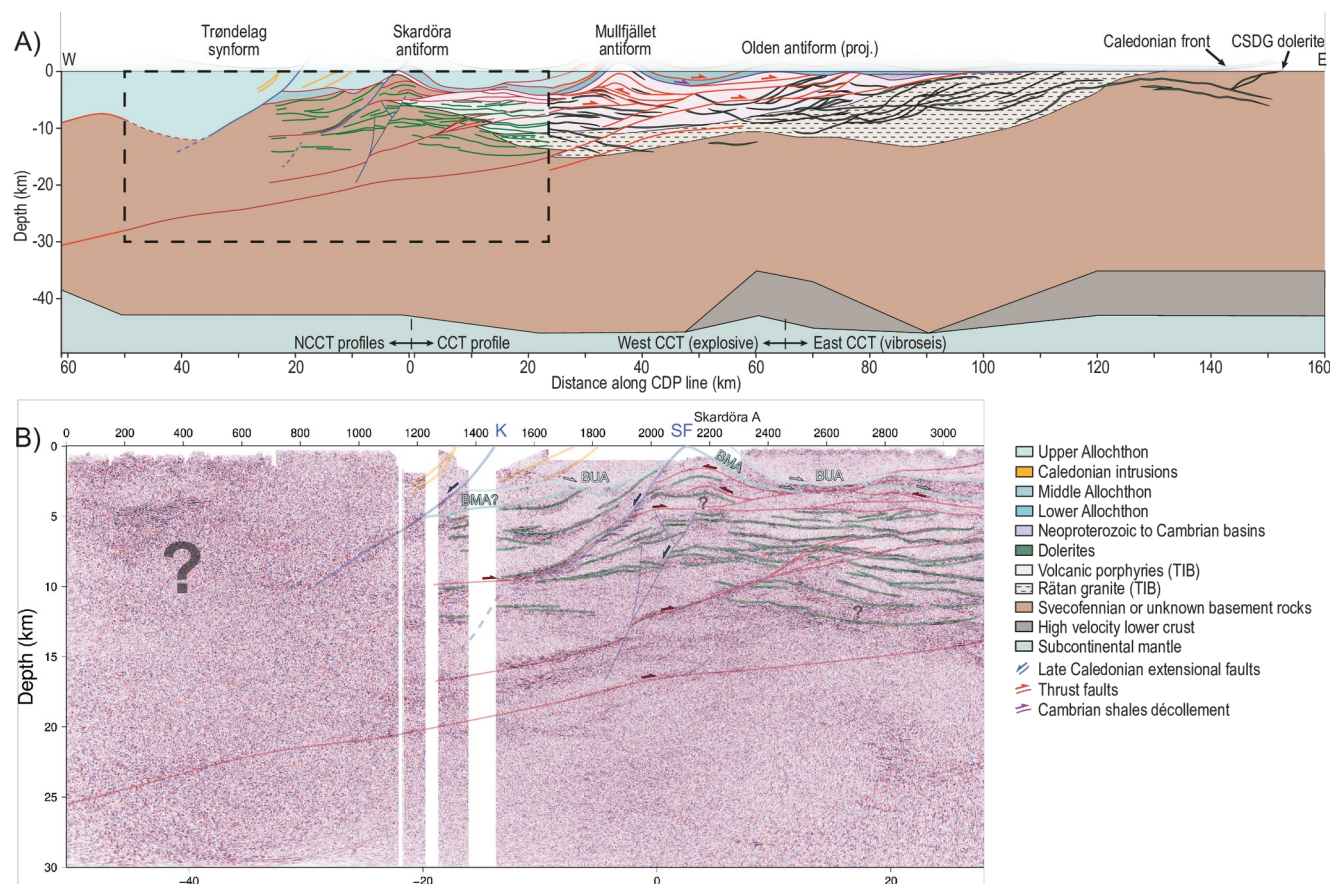 A)
Trøndelag
synform
Skardöra
antiform
Mullfjället
antiform
Olden antiform (proj.)
Caledonian front
CSDG dolerite
W
E
0
-10
-20
-30
-40
Depth (km)
NCCT profiles
CCT profile
West CCT (explosive)
East CCT (vibroseis)
60 40 20 0 20 40 60 80 100 120 140 160
Distance along CDP line (km)
B)
Skardöra A
0 200 400 600 800 1000 1200 1400 1600 1800 2000 2200 2400 2600 2800 3000
K
SF
BMA
BUA
BUA
BMA?
?
?
?
0
5
10
15
20
25
30
Depth (km)
-40 -20 0 20
Upper Allochthon
Caledonian intrusions
Middle Allochthon
Lower Allochthon
Neoproterozoic to Cambrian basins
Dolerites
Volcanic porphyries (TIB)
Rätan granite (TIB)
Svecofennian or unknown basement rocks
High velocity lower crust
Subcontinental mantle
Late Caledonian extensional faults
Thrust faults
Cambrian shales décollement